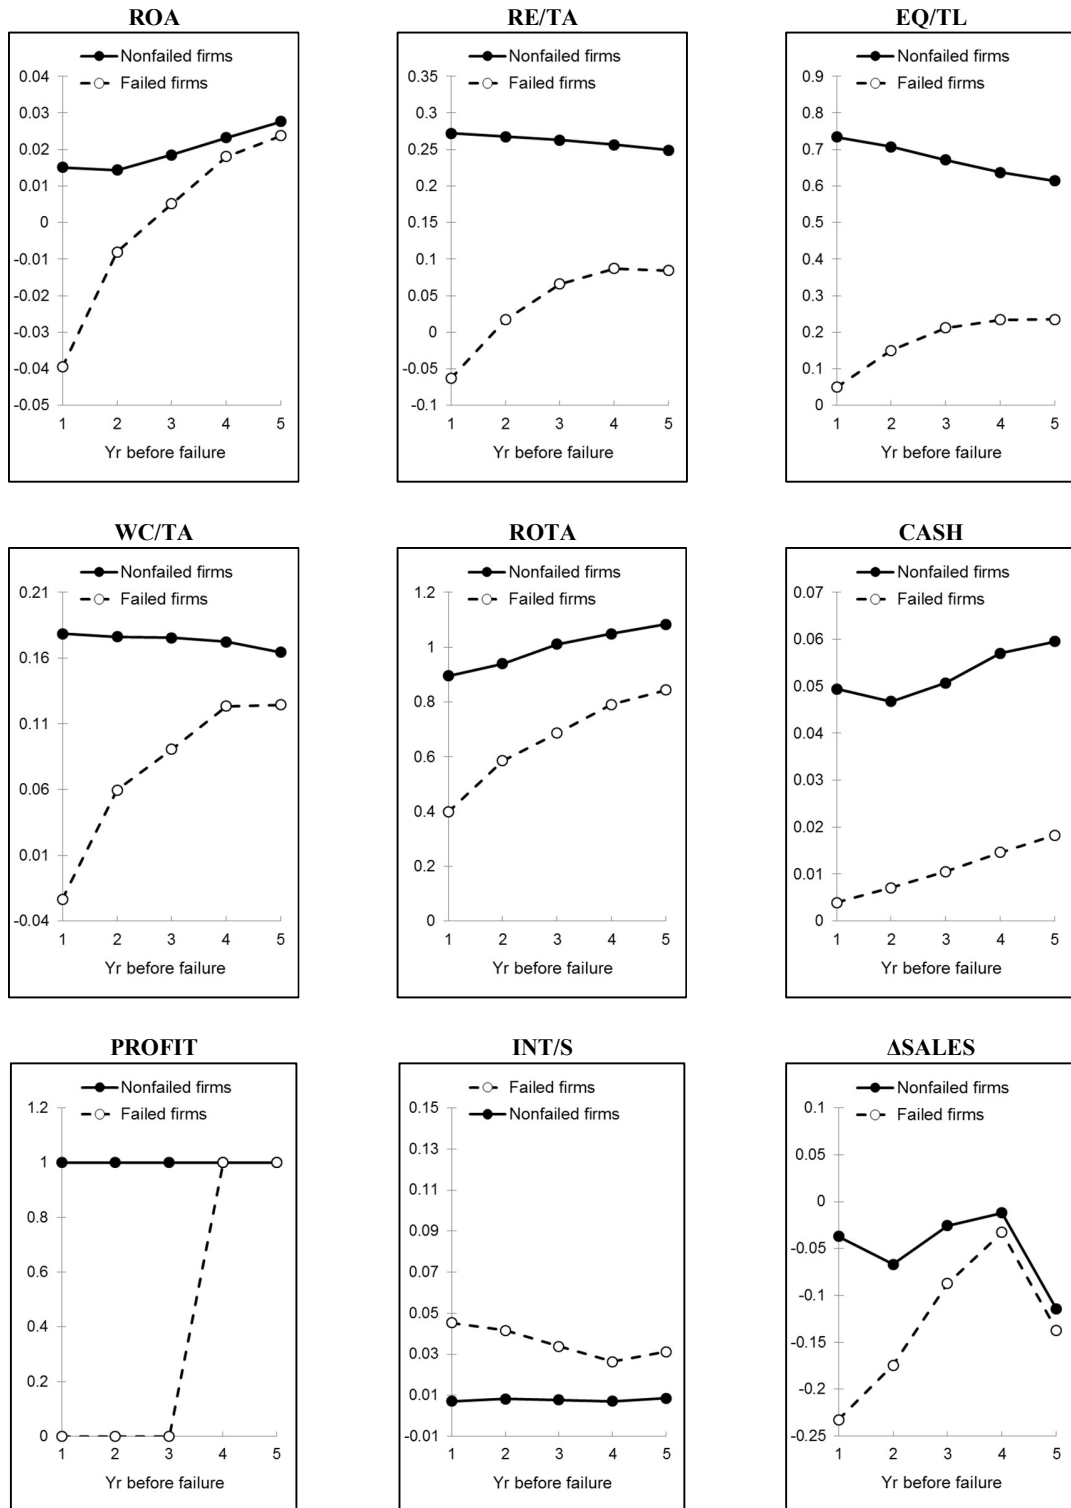 ROA
Nonfailed firms
Failed firms
0.04
0.03
0.02
0.01
0
-0.01
-0.02
-0.03
-0.04
-0.05
1 2 3 4 5
Yr before failure
RE/TA
Nonfailed firms
Failed firms
0.35
0.3
0.25
0.2
0.15
0.1
0.05
0
-0.05
-0.1
1 2 3 4 5
Yr before failure
EQ/TL
Nonfailed firms
Failed firms
0.9
0.8
0.7
0.6
0.5
0.4
0.3
0.2
0.1
0
1 2 3 4 5
Yr before failure
WC/TA
Nonfailed firms
Failed firms
0.21
0.16
0.11
0.06
0.01
-0.04
1 2 3 4 5
Yr before failure
ROTA
Nonfailed firms
Failed firms
1.2
1
0.8
0.6
0.4
0.2
0
1 2 3 4 5
Yr before failure
CASH
Nonfailed firms
Failed firms
0.07
0.06
0.05
0.04
0.03
0.02
0.01
0
1 2 3 4 5
Yr before failure
PROFIT
Nonfailed firms
Failed firms
1.2
1
0.8
0.6
0.4
0.2
0
1 2 3 4 5
Yr before failure
INT/S
Failed firms
Nonfailed firms
0.15
0.13
0.11
0.09
0.07
0.05
0.03
0.01
-0.01
1 2 3 4 5
Yr before failure
ΔSALES
Nonfailed firms
Failed firms
0.1
0.05
0
-0.05
-0.1
-0.15
-0.2
-0.25
1 2 3 4 5
Yr before failure